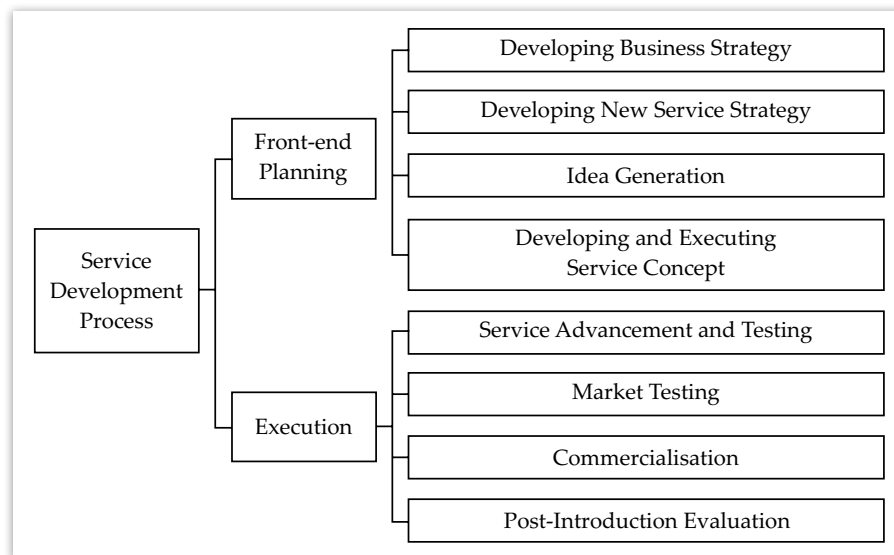 Service
Development
Process
Front-end
Planning
Developing Business Strategy
Developing New Service Strategy
Idea Generation
Developing and Executing
Service Concept
Execution
Service Advancement and Testing
Market Testing
Commercialisation
Post-Introduction Evaluation